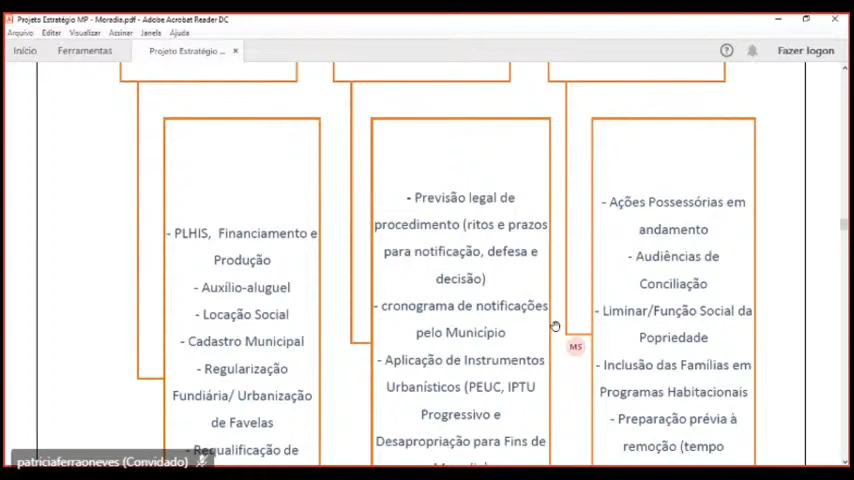 Projeto Estratégio MP - Moradia.pdf - Adobe Acrobat Reader DC
Arquivo Editar Visualizar Assinar Janela Ajuda
Início Ferramentas Projeto Estratégio ... × Fazer logon
- PLHIS, Financiamento e
Produção
- Auxílio-aluguel
- Locação Social
- Cadastro Municipal
- Regularização
Fundiária/ Urbanização
de Favelas
- Requalificação de
- Previsão legal de
procedimento (ritos e prazos
para notificação, defesa e
decisão)
- cronograma de notificações
pelo Município
- Aplicação de Instrumentos
Urbanísticos (PEUC, IPTU
Progressivo e
Desapropriação para Fins de
- Ações Possessórias em
andamento
- Audiências de
Conciliação
- Liminar/Função Social da
Popriedade
- Inclusão das Famílias em
Programas Habitacionais
- Preparação prévia à
remoção (tempo
MS
patriciaferraoneves (Convidado)